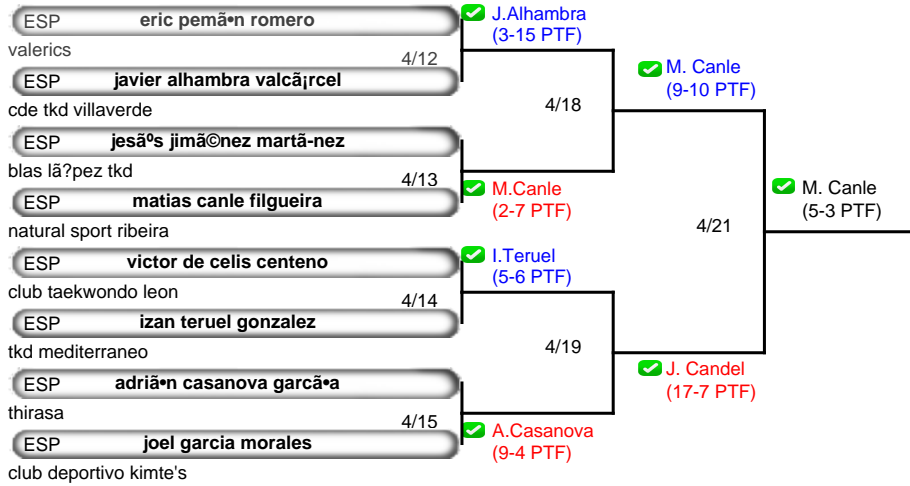 ESP eric pemã•n romero
valerics
4/12
ESP javier alhambra valcã¡rcel
cde tkd villaverde
J.Alhambra
(3-15 PTF)
4/18
ESP jesãºs jimã©nez martã-nez
blas lã?pez tkd
4/13
ESP matias canle filgueira
natural sport ribeira
M.Canle
(2-7 PTF)
M. Canle
(9-10 PTF)
4/21
M. Canle
(5-3 PTF)
ESP victor de celis centeno
club taekwondo leon
4/14
ESP izan teruel gonzalez
tkd mediterraneo
I.Teruel
(5-6 PTF)
4/19
ESP adriã•n casanova garcã•a
thirasa
4/15
ESP joel garcia morales
club deportivo kimte's
A.Casanova
(9-4 PTF)
J. Candel
(17-7 PTF)